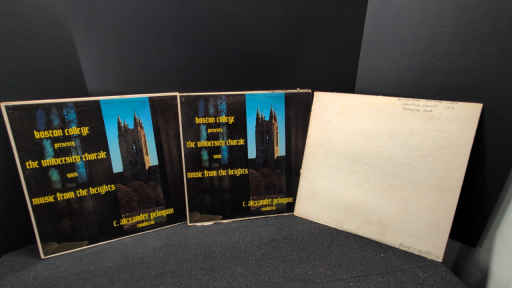 boston college
presents
the university chorale
sings
music from the heights
c. alexander peloquin
conductor
boston college
presents
the university chorale
sings
music from the heights
c. alexander peloquin
conductor